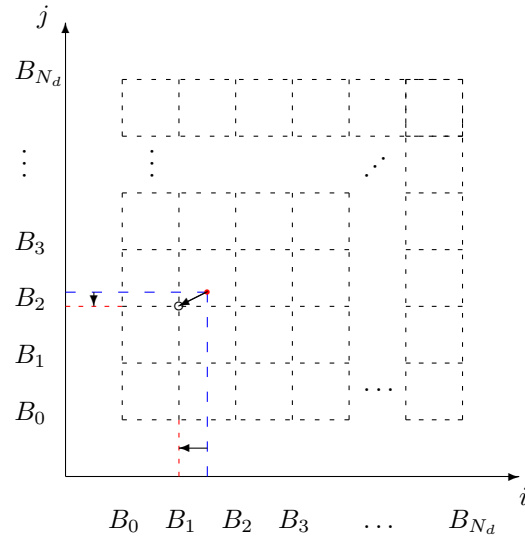 j
B_{N_d}
⋮ ⋮ ⋰
B_3
B_2
B_1
… 
B_0
i
B_0 B_1 B_2 B_3 … B_{N_d}